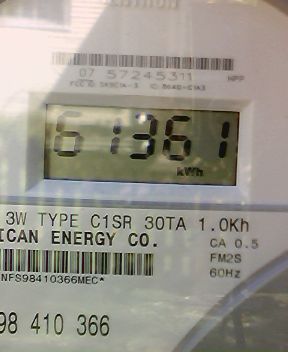 07 57245311 NPP
61361
kWh
3W TYPE C1SR 30TA 1.0Kh
ICAN ENERGY CO.
CA 0.5
FM2S
60Hz
NFS98410366MEC*
98 410 366